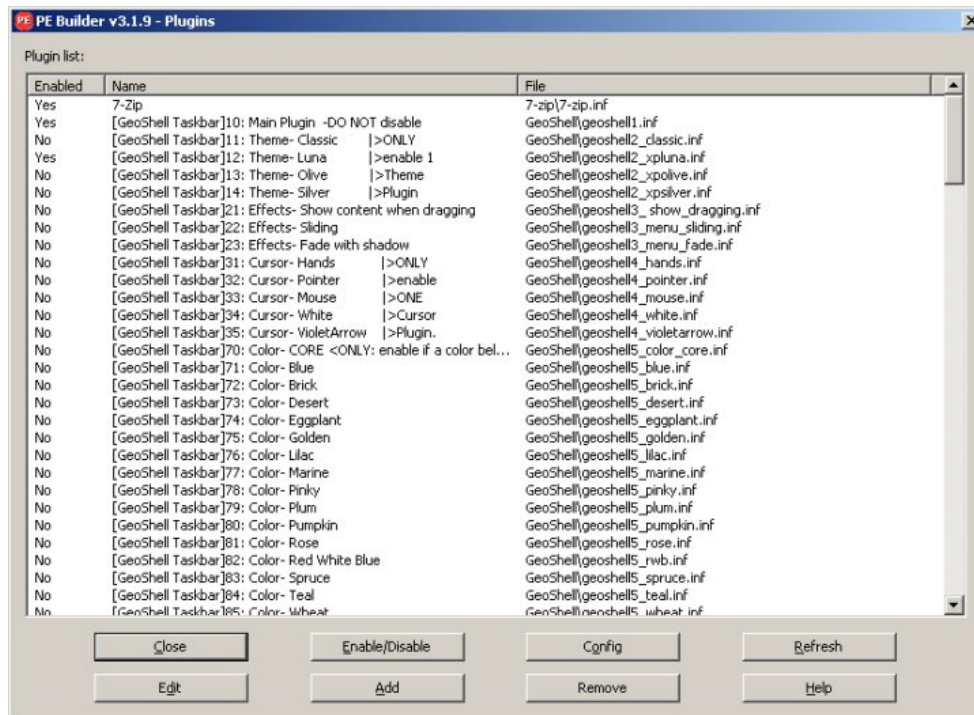 PE PE Builder v3.1.9 - Plugins
Plugin list:
Enabled Name File
Yes 7-Zip 7-zip\7-zip.inf
Yes [GeoShell Taskbar]10: Main Plugin -DO NOT disable GeoShell\geoshell1.inf
No [GeoShell Taskbar]11: Theme- Classic |>ONLY GeoShell\geoshell2_classic.inf
Yes [GeoShell Taskbar]12: Theme- Luna |>enable 1 GeoShell\geoshell2_xpluna.inf
No [GeoShell Taskbar]13: Theme- Olive |>Theme GeoShell\geoshell2_xpolive.inf
No [GeoShell Taskbar]14: Theme- Silver |>Plugin GeoShell\geoshell2_xpsilver.inf
No [GeoShell Taskbar]21: Effects- Show content when dragging GeoShell\geoshell3_ show_dragging.inf
No [GeoShell Taskbar]22: Effects- Sliding GeoShell\geoshell3_menu_sliding.inf
No [GeoShell Taskbar]23: Effects- Fade with shadow GeoShell\geoshell3_menu_fade.inf
No [GeoShell Taskbar]31: Cursor- Hands |>ONLY GeoShell\geoshell4_hands.inf
No [GeoShell Taskbar]32: Cursor- Pointer |>enable GeoShell\geoshell4_pointer.inf
No [GeoShell Taskbar]33: Cursor- Mouse |>ONE GeoShell\geoshell4_mouse.inf
No [GeoShell Taskbar]34: Cursor- White |>Cursor GeoShell\geoshell4_white.inf
No [GeoShell Taskbar]35: Cursor- VioletArrow |>Plugin. GeoShell\geoshell4_violetarrow.inf
No [GeoShell Taskbar]70: Color- CORE <ONLY: enable if a color bel... GeoShell\geoshell5_color_core.inf
No [GeoShell Taskbar]71: Color- Blue GeoShell\geoshell5_blue.inf
No [GeoShell Taskbar]72: Color- Brick GeoShell\geoshell5_brick.inf
No [GeoShell Taskbar]73: Color- Desert GeoShell\geoshell5_desert.inf
No [GeoShell Taskbar]74: Color- Eggplant GeoShell\geoshell5_eggplant.inf
No [GeoShell Taskbar]75: Color- Golden GeoShell\geoshell5_golden.inf
No [GeoShell Taskbar]76: Color- Lilac GeoShell\geoshell5_lilac.inf
No [GeoShell Taskbar]77: Color- Marine GeoShell\geoshell5_marine.inf
No [GeoShell Taskbar]78: Color- Pinky GeoShell\geoshell5_pinky.inf
No [GeoShell Taskbar]79: Color- Plum GeoShell\geoshell5_plum.inf
No [GeoShell Taskbar]80: Color- Pumpkin GeoShell\geoshell5_pumpkin.inf
No [GeoShell Taskbar]81: Color- Rose GeoShell\geoshell5_rose.inf
No [GeoShell Taskbar]82: Color- Red White Blue GeoShell\geoshell5_rwb.inf
No [GeoShell Taskbar]83: Color- Spruce GeoShell\geoshell5_spruce.inf
No [GeoShell Taskbar]84: Color- Teal GeoShell\geoshell5_teal.inf
No [GeoShell Taskbar]85: Color- Wheat GeoShell\geoshell5_wheat.inf
Close Enable/Disable Config Refresh
Edit Add Remove Help